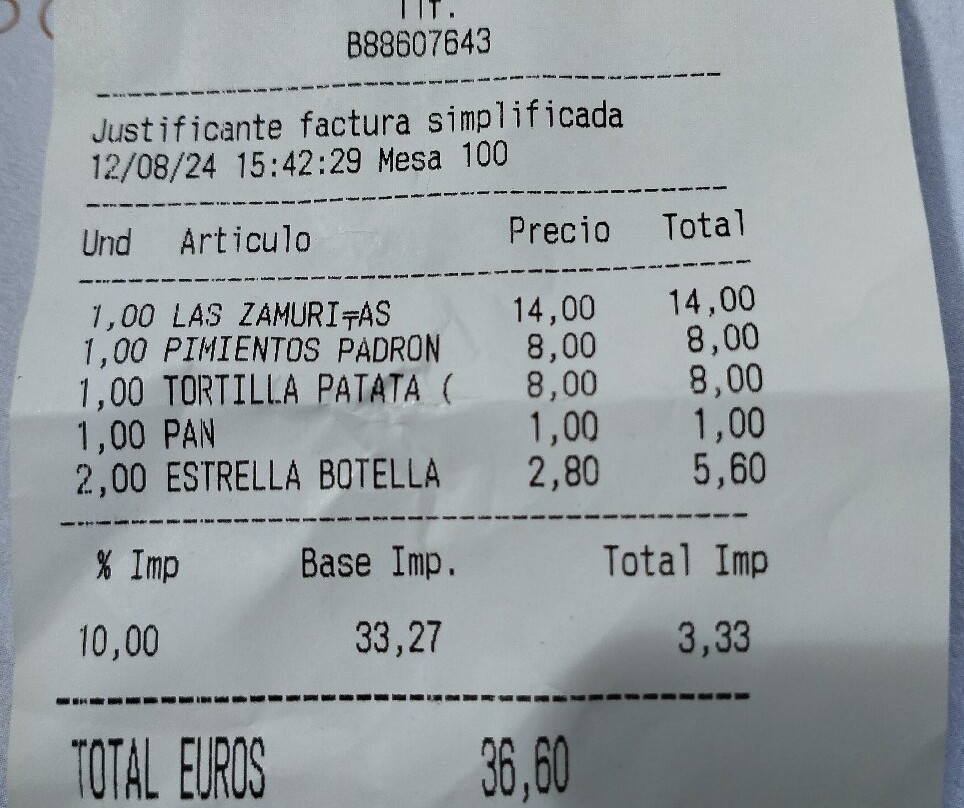 B88607643
Justificante factura simplificada
12/08/24 15:42:29 Mesa 100
Und Articulo Precio Total
1,00 LAS ZAMURI╤AS 14,00 14,00
1,00 PIMIENTOS PADRON 8,00 8,00
1,00 TORTILLA PATATA ( 8,00 8,00
1,00 PAN 1,00 1,00
2,00 ESTRELLA BOTELLA 2,80 5,60
% Imp Base Imp. Total Imp
10,00 33,27 3,33
TOTAL EUROS 36,60